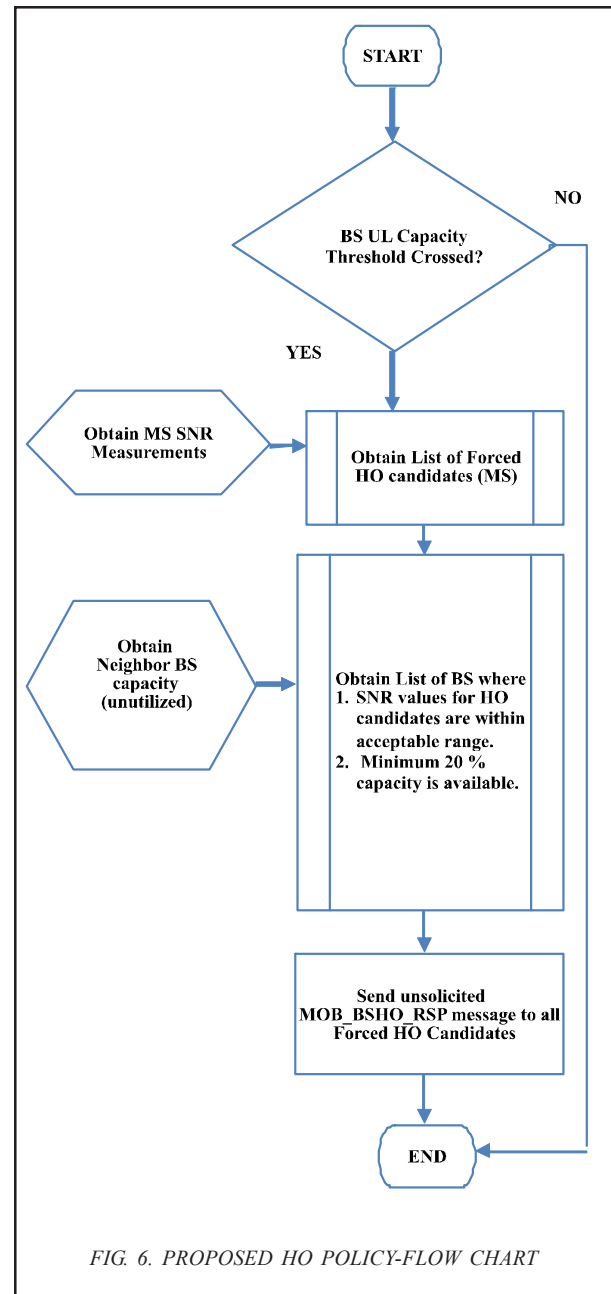 START
NO
BS UL Capacity
Threshold Crossed?
YES
Obtain MS SNR
Measurements
Obtain List of Forced
HO candidates (MS)
Obtain
Neighbor BS
capacity
(unutilized)
Obtain List of BS where
1. SNR values for HO
candidates are within
acceptable range.
2. Minimum 20 %
capacity is available.
Send unsolicited
MOB_BSHO_RSP message to all
Forced HO Candidates
END
FIG. 6. PROPOSED HO POLICY-FLOW CHART